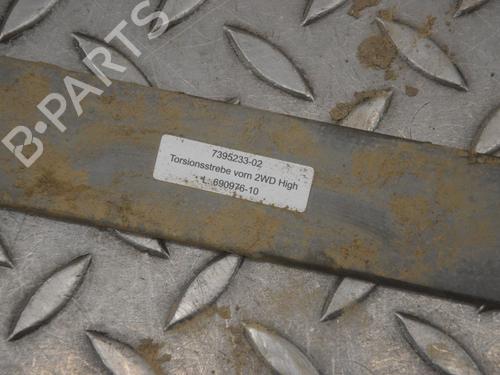 B-PARTS
7395233-02
Torsionsstrebe vorn 2WD High
L: 690976-10